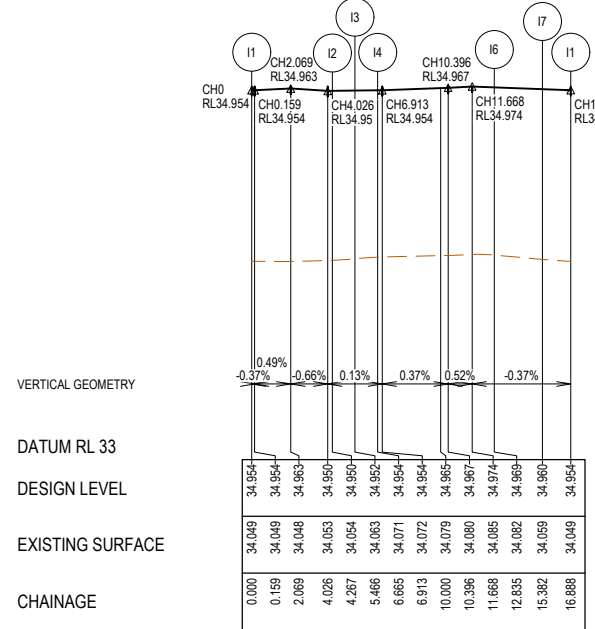 I3
I7
I1
I2
I4
I6
I1
CH2.069
RL34.963
CH10.396
RL34.967
CH0
RL34.954
CH0.159
RL34.954
CH4.026
RL34.95
CH6.913
RL34.954
CH11.668
RL34.974
CH1
RL3
0.49%
-0.37% -0.66% 0.13% 0.37% 0.52% -0.37%
VERTICAL GEOMETRY
DATUM RL 33
DESIGN LEVEL 34.954 34.954 34.963 34.950 34.950 34.952 34.954 34.954 34.965 34.967 34.974 34.969 34.960 34.954
EXISTING SURFACE 34.049 34.049 34.048 34.053 34.054 34.063 34.071 34.072 34.079 34.080 34.085 34.082 34.059 34.049
CHAINAGE 0.000 0.159 2.069 4.026 4.267 5.466 6.665 6.913 10.000 10.396 11.668 12.835 15.382 16.888